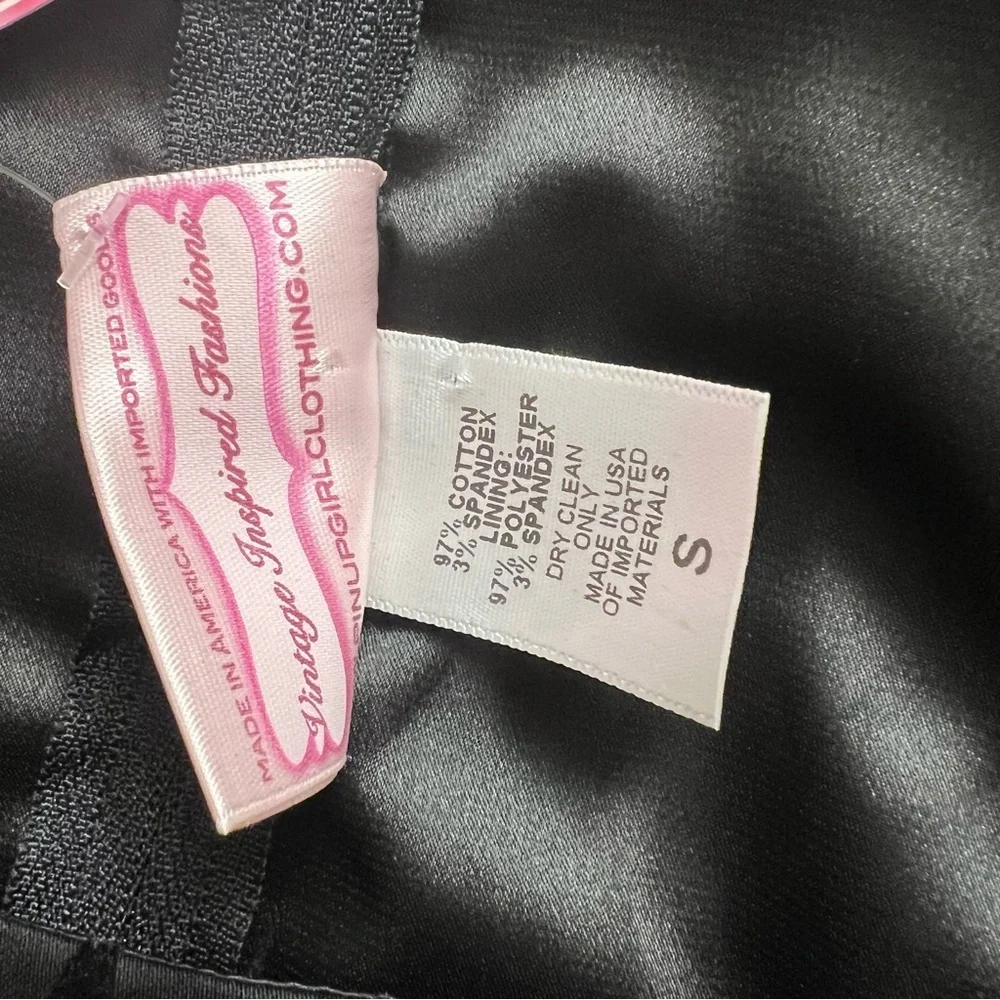 MADE IN AMERICA WITH IMPORTED GOODS
Vintage Inspired Fashions
PINUPGIRLCLOTHING.COM
97% COTTON
3% SPANDEX
LINING:
97% POLYESTER
3% SPANDEX
DRY CLEAN
ONLY
MADE IN USA
OF IMPORTED
MATERIALS
S